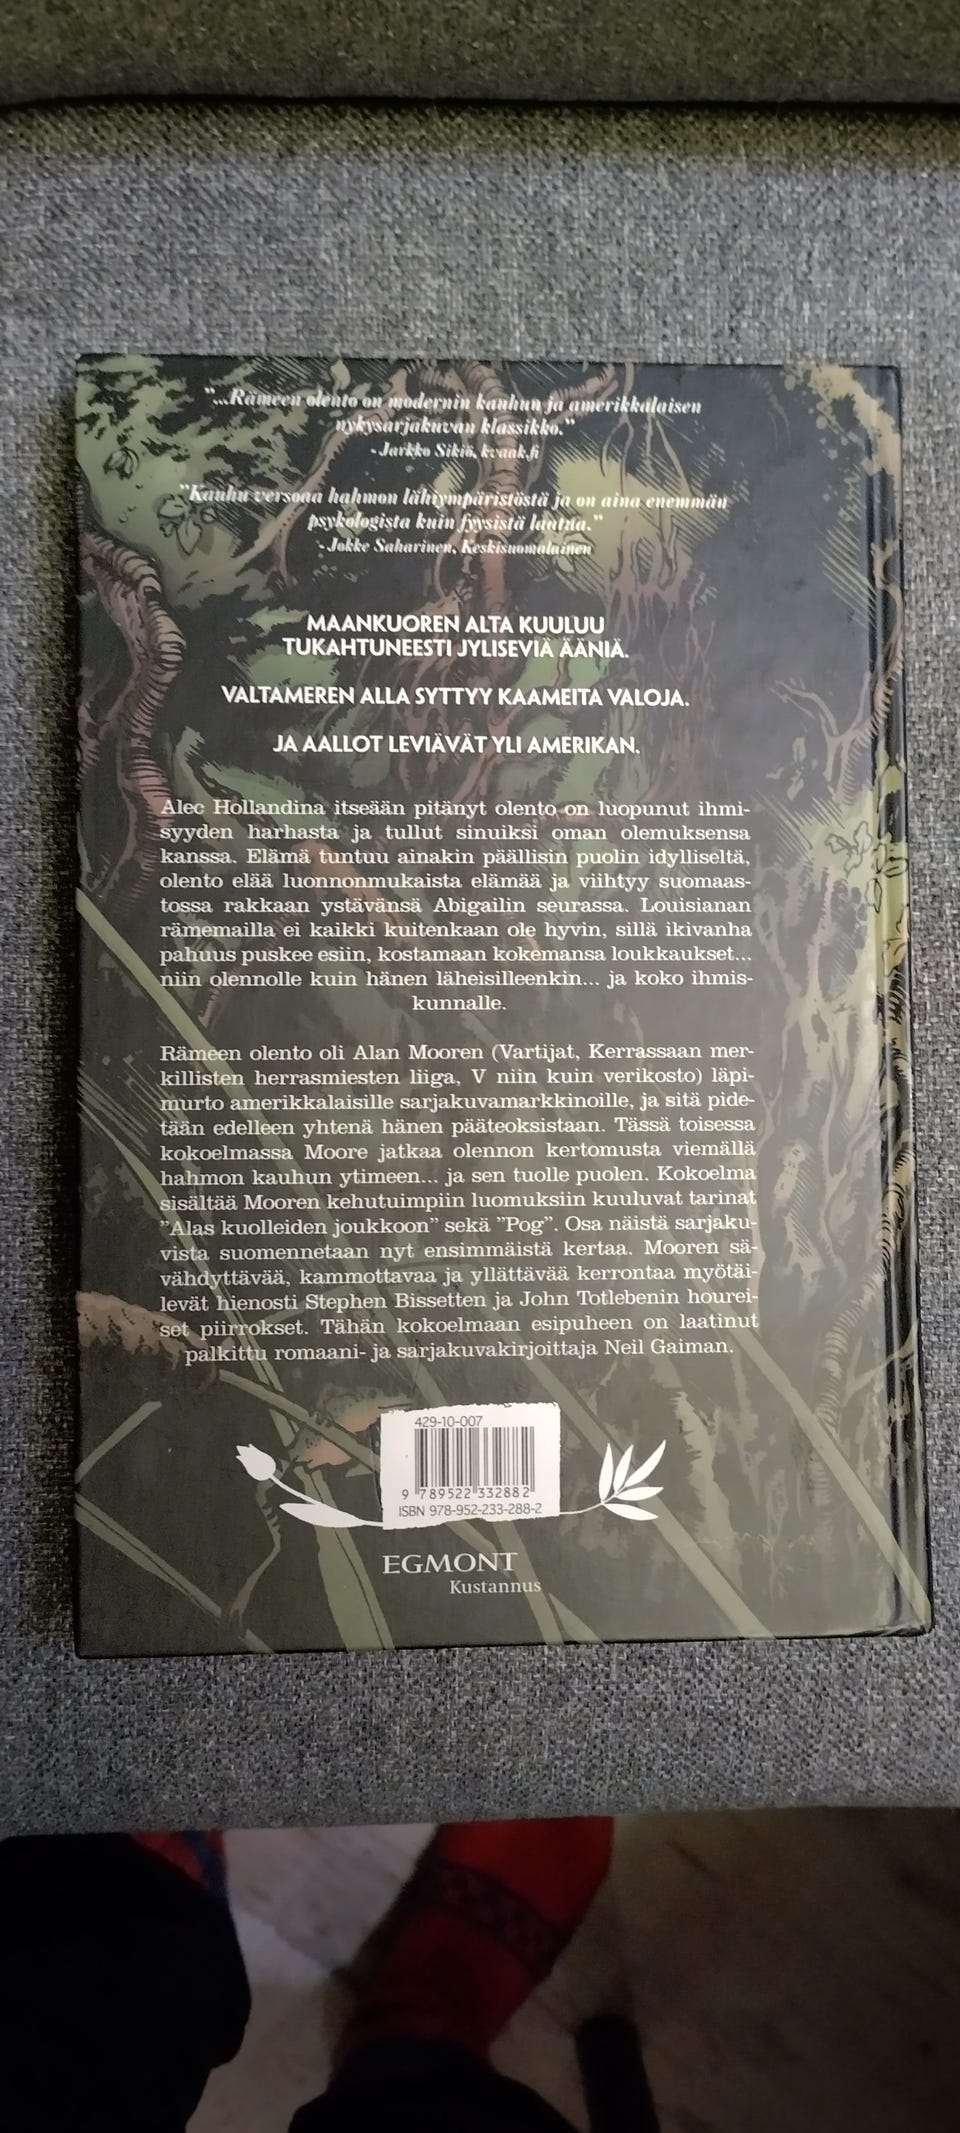 "...Rämeen olento on modernin kauhun ja amerikkalaisen
nykysarjakuvan klassikko."
- Jarkko Sikiö, kvaak.fi
"Kauhu versoaa hahmon lähiympäristöstä ja on aina enemmän
psykologista kuin fyysistä laatua."
- Jokke Saharinen, Keskisuomalainen
MAANKUOREN ALTA KUULUU
TUKAHTUNEESTI JYLISEVIÄ ÄÄNIÄ.
VALTAMEREN ALLA SYTTYY KAAMEITA VALOJA.
JA AALLOT LEVIÄVÄT YLI AMERIKAN.
Alec Hollandina itseään pitänyt olento on luopunut ihmi-
syyden harhasta ja tullut sinuiksi oman olemuksensa
kanssa. Elämä tuntuu ainakin päällisin puolin idylliseltä,
olento elää luonnonmukaista elämää ja viihtyy suomaas-
tossa rakkaan ystävänsä Abigailin seurassa. Louisianan
rämemailla ei kaikki kuitenkaan ole hyvin, sillä ikivanha
pahuus puskee esiin, kostamaan kokemansa loukkaukset...
niin olennolle kuin hänen läheisilleenkin... ja koko ihmis-
kunnalle.
Rämeen olento oli Alan Mooren (Vartijat, Kerrassaan mer-
killisten herrasmiesten liiga, V niin kuin verikosto) läpi-
murto amerikkalaisille sarjakuvamarkkinoille, ja sitä pide-
tään edelleen yhtenä hänen pääteoksistaan. Tässä toisessa
kokoelmassa Moore jatkaa olennon kertomusta viemällä
hahmon kauhun ytimeen... ja sen tuolle puolen. Kokoelma
sisältää Mooren kehutuimpiin luomuksiin kuuluvat tarinat
"Alas kuolleiden joukkoon" sekä "Pog". Osa näistä sarjaku-
vista suomennetaan nyt ensimmäistä kertaa. Mooren sä-
vähdyttävää, kammottavaa ja yllättävää kerrontaa myötäi-
levät hienosti Stephen Bissetten ja John Totlebenin hourei-
set piirrokset. Tähän kokoelmaan esipuheen on laatinut
palkittu romaani- ja sarjakuvakirjoittaja Neil Gaiman.
429-10-007
9 789522 332882
ISBN 978-952-233-288-2
EGMONT
Kustannus